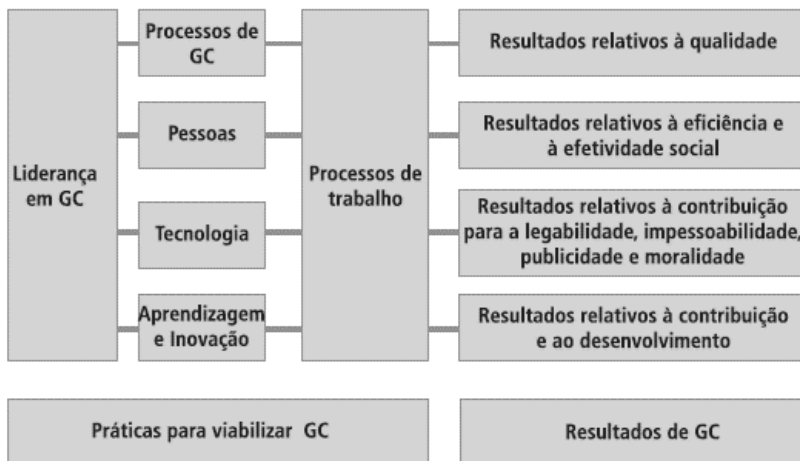 Liderança
em GC
Processos de
GC
Pessoas
Tecnologia
Aprendizagem
e Inovação
Processos de
trabalho
Resultados relativos à qualidade
Resultados relativos à eficiência e
à efetividade social
Resultados relativos à contribuição
para a legabilidade, impessoabilidade,
publicidade e moralidade
Resultados relativos à contribuição
e ao desenvolvimento
Práticas para viabilizar GC
Resultados de GC